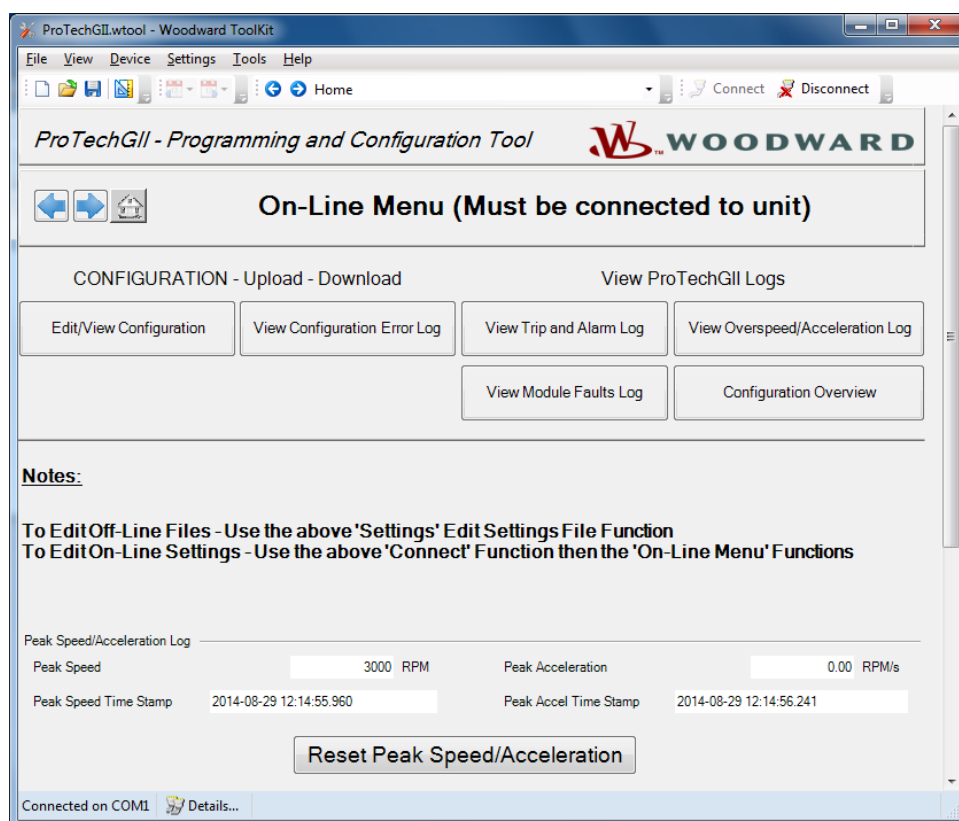 ProTechGII.wtool - Woodward ToolKit
File View Device Settings Tools Help
Home Connect Disconnect
ProTechGII - Programming and Configuration Tool
W™ WOODWARD
On-Line Menu (Must be connected to unit)
CONFIGURATION - Upload - Download
View ProTechGII Logs
Edit/View Configuration
View Configuration Error Log
View Trip and Alarm Log
View Overspeed/Acceleration Log
View Module Faults Log
Configuration Overview
Notes:
To Edit Off-Line Files - Use the above 'Settings' Edit Settings File Function
To Edit On-Line Settings - Use the above 'Connect' Function then the 'On-Line Menu' Functions
Peak Speed/Acceleration Log
Peak Speed 3000 RPM
Peak Acceleration 0.00 RPM/s
Peak Speed Time Stamp 2014-08-29 12:14:55.960
Peak Accel Time Stamp 2014-08-29 12:14:56.241
Reset Peak Speed/Acceleration
Connected on COM1 Details...